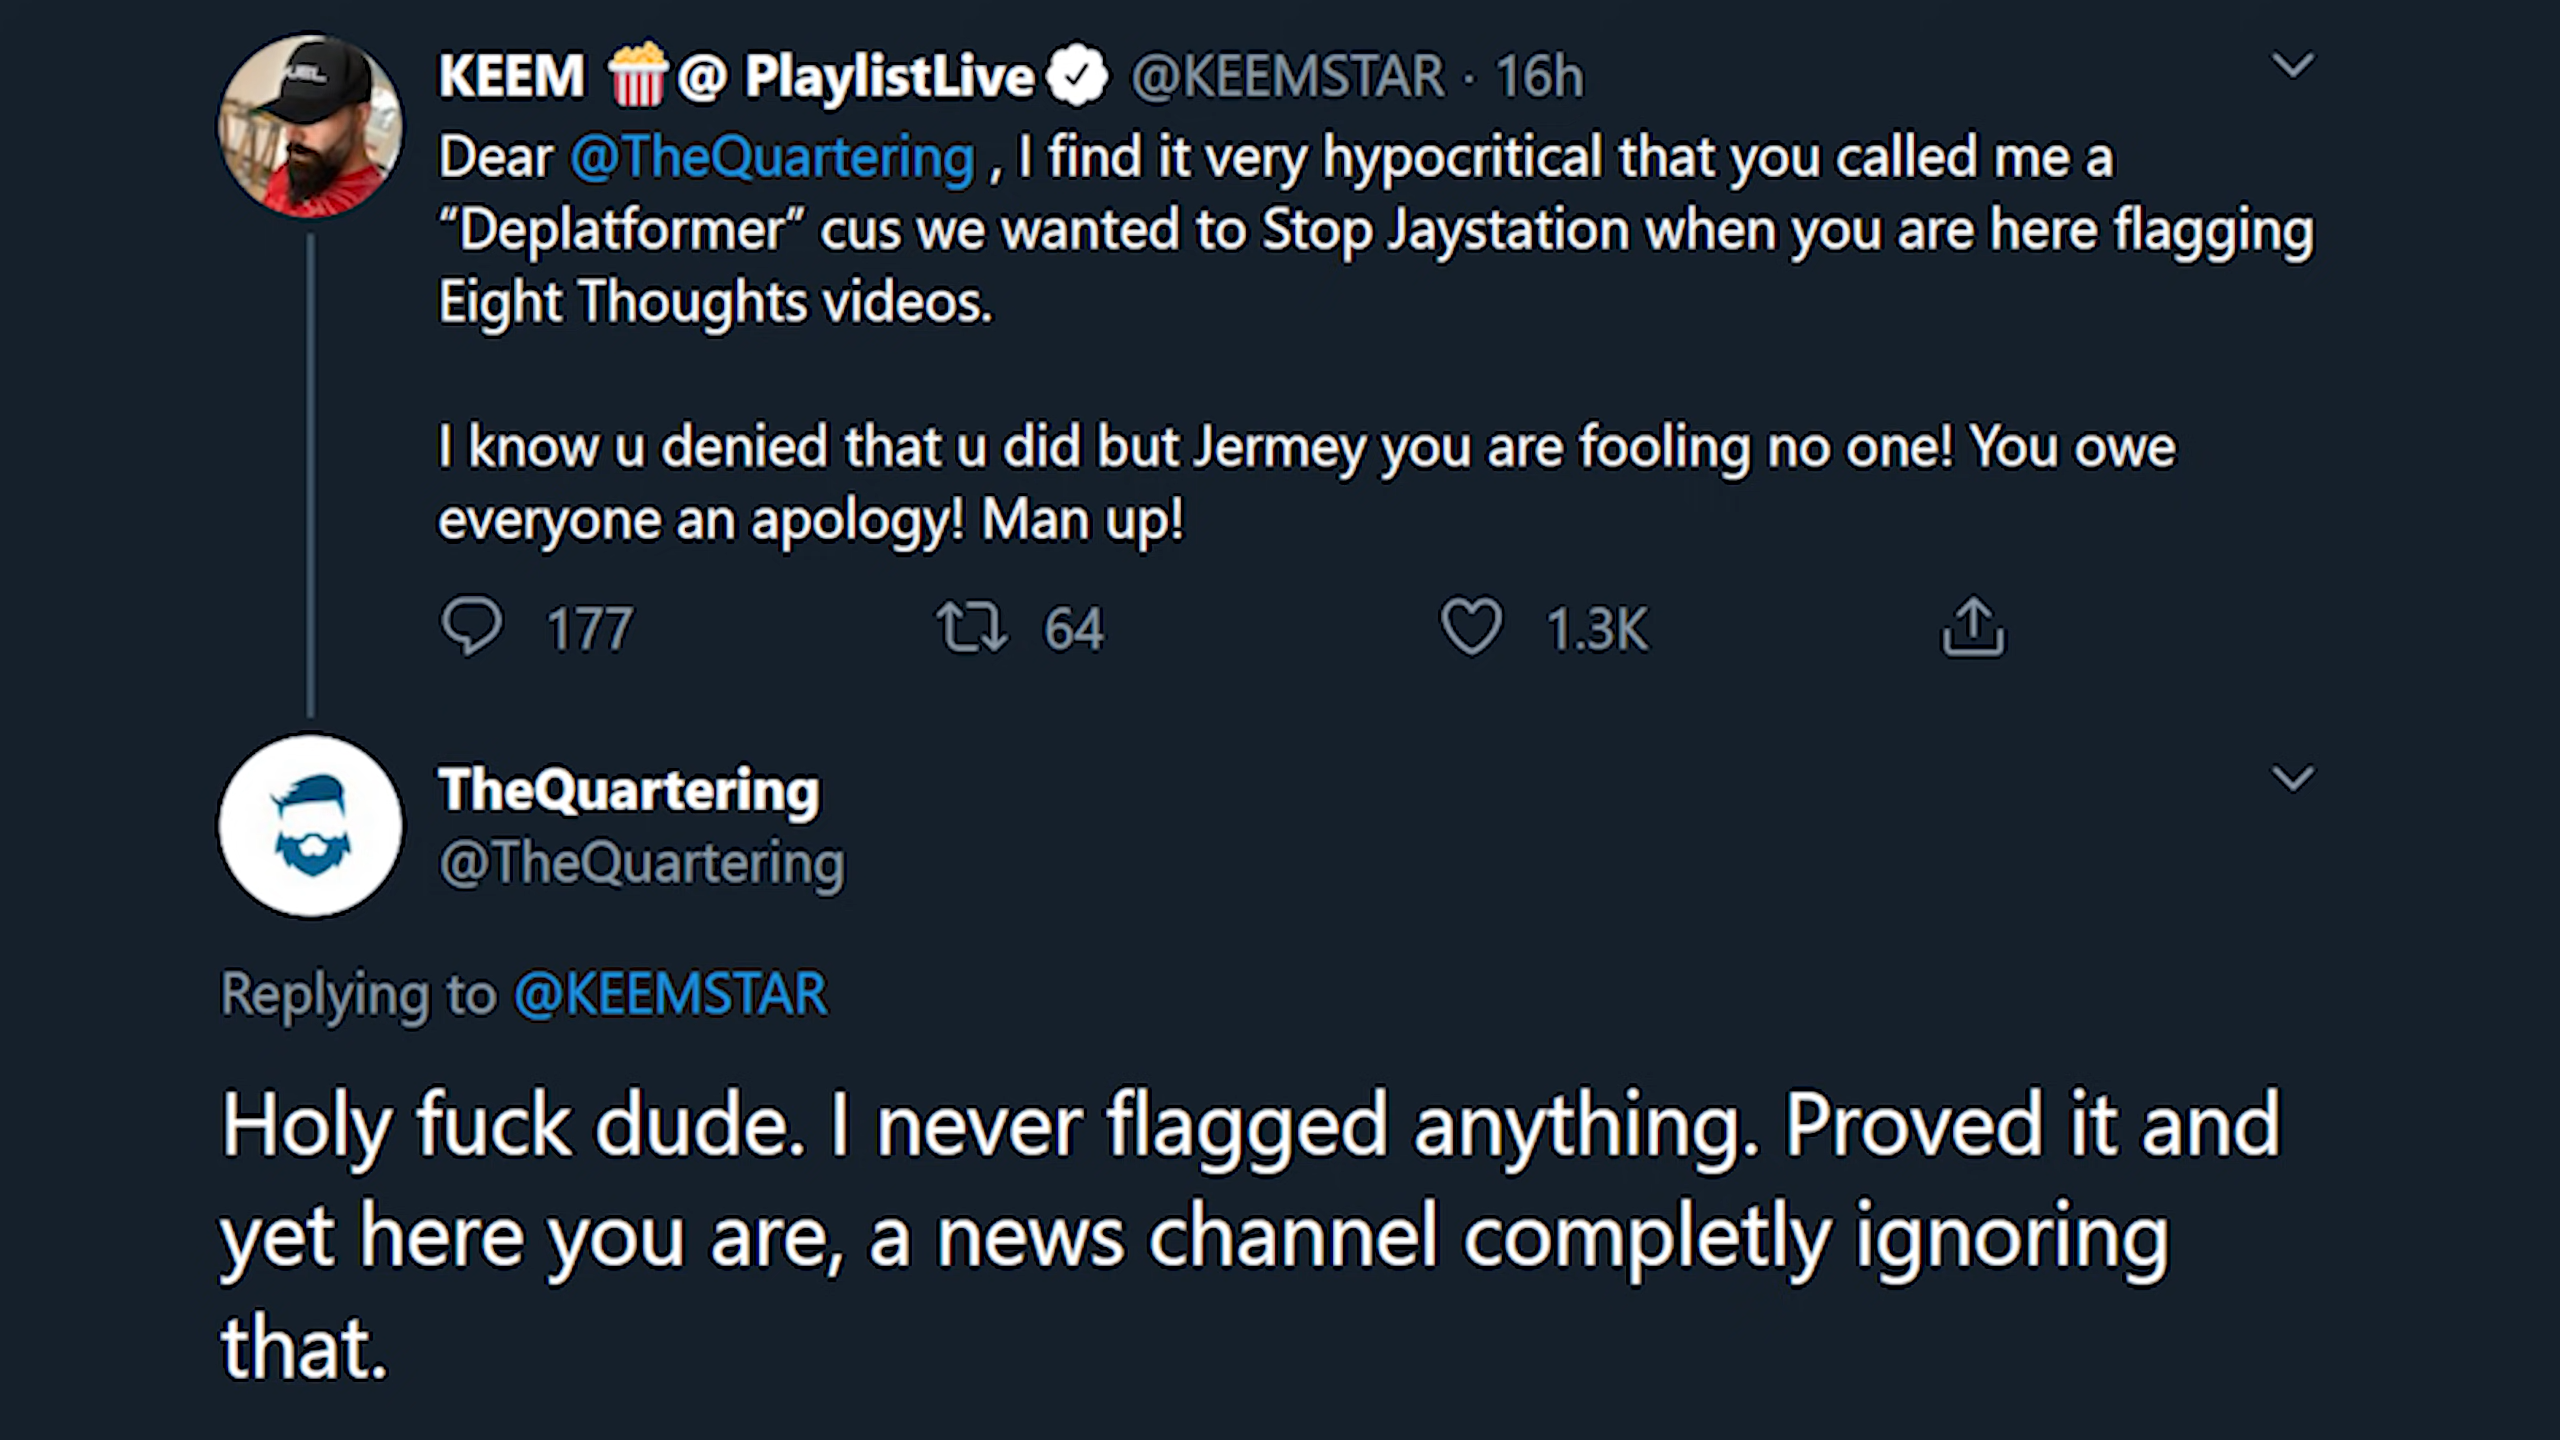 KEEM 🍿@ PlaylistLive @KEEMSTAR · 16h
Dear @TheQuartering , I find it very hypocritical that you called me a
“Deplatformer” cus we wanted to Stop Jaystation when you are here flagging
Eight Thoughts videos.
I know u denied that u did but Jermey you are fooling no one! You owe
everyone an apology! Man up!
177 64 1.3K
TheQuartering
@TheQuartering
Replying to @KEEMSTAR
Holy fuck dude. I never flagged anything. Proved it and
yet here you are, a news channel completly ignoring
that.